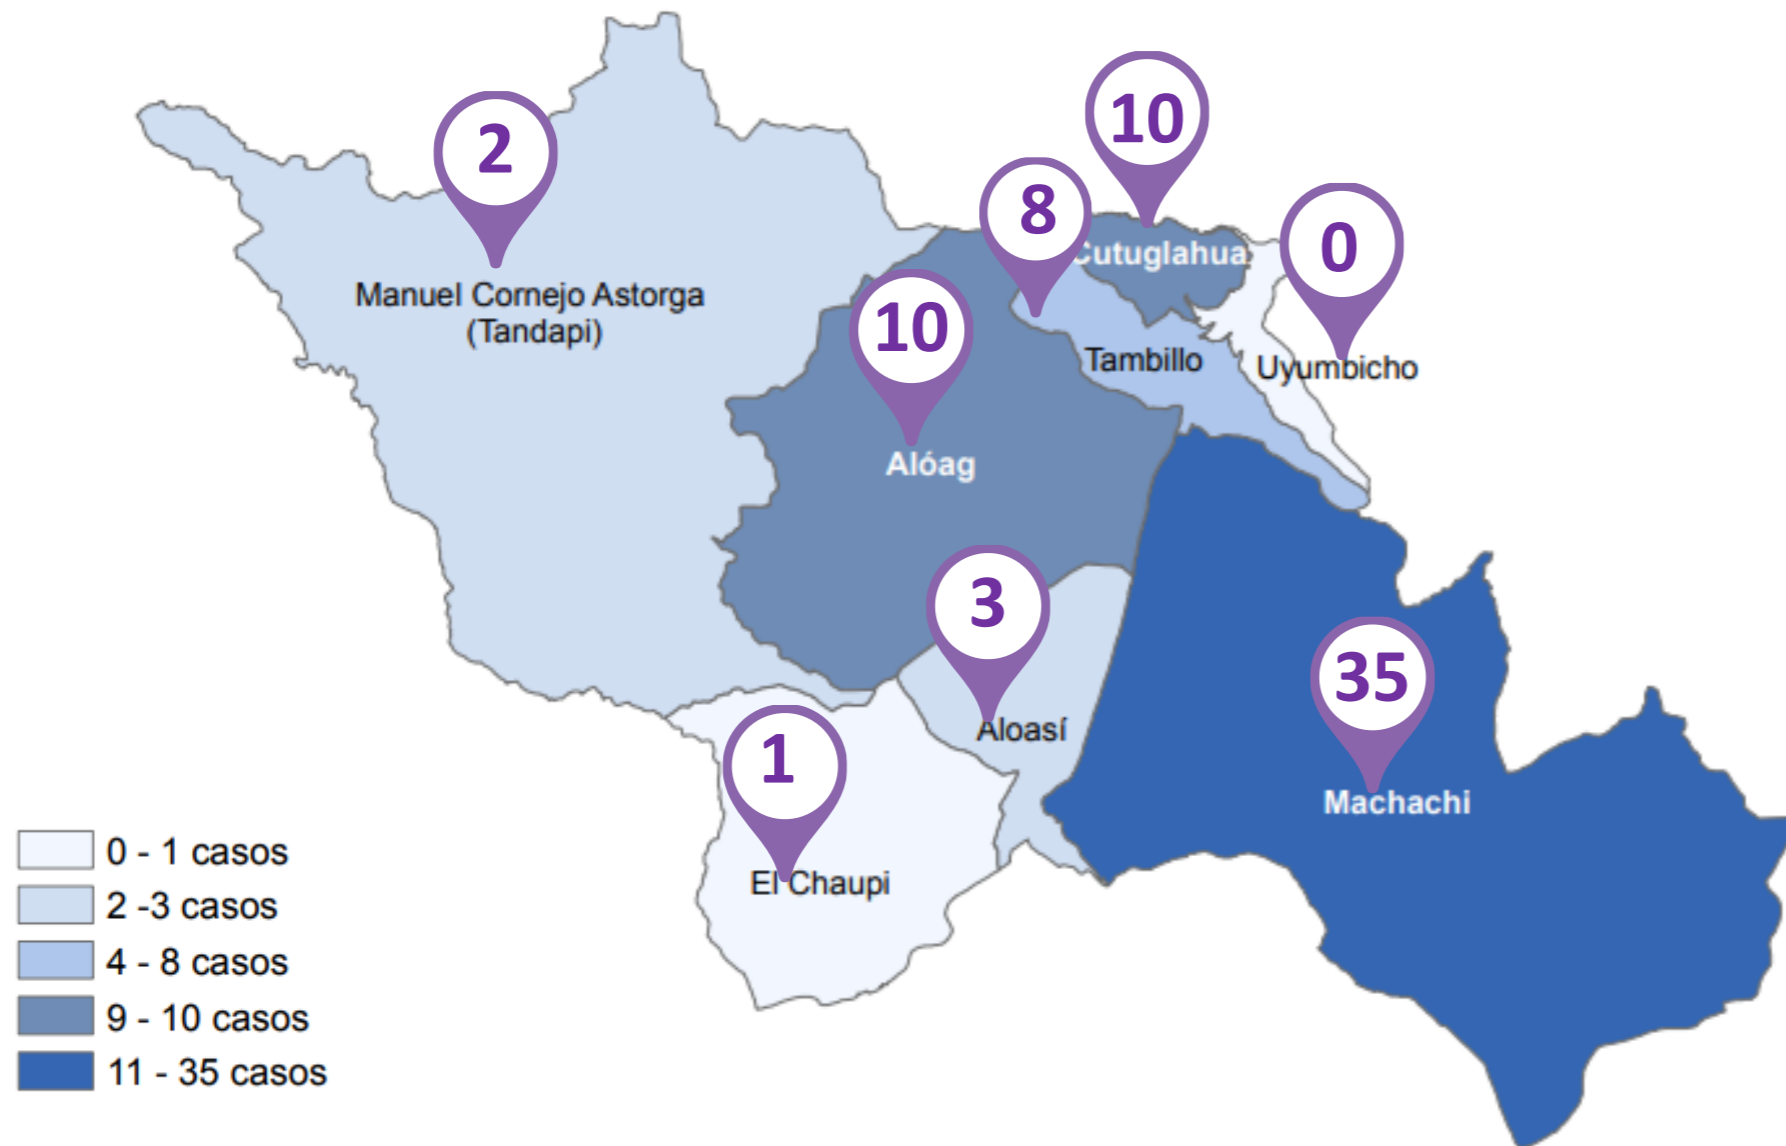 10
2
8
0
Cutuglahua
Manuel Cornejo Astorga
(Tandapi)
10
Tambillo
Uyumbicho
Alóag
3
35
Aloasí
1
Machachi
El Chaupi
0 - 1 casos
2 -3 casos
4 - 8 casos
9 - 10 casos
11 - 35 casos